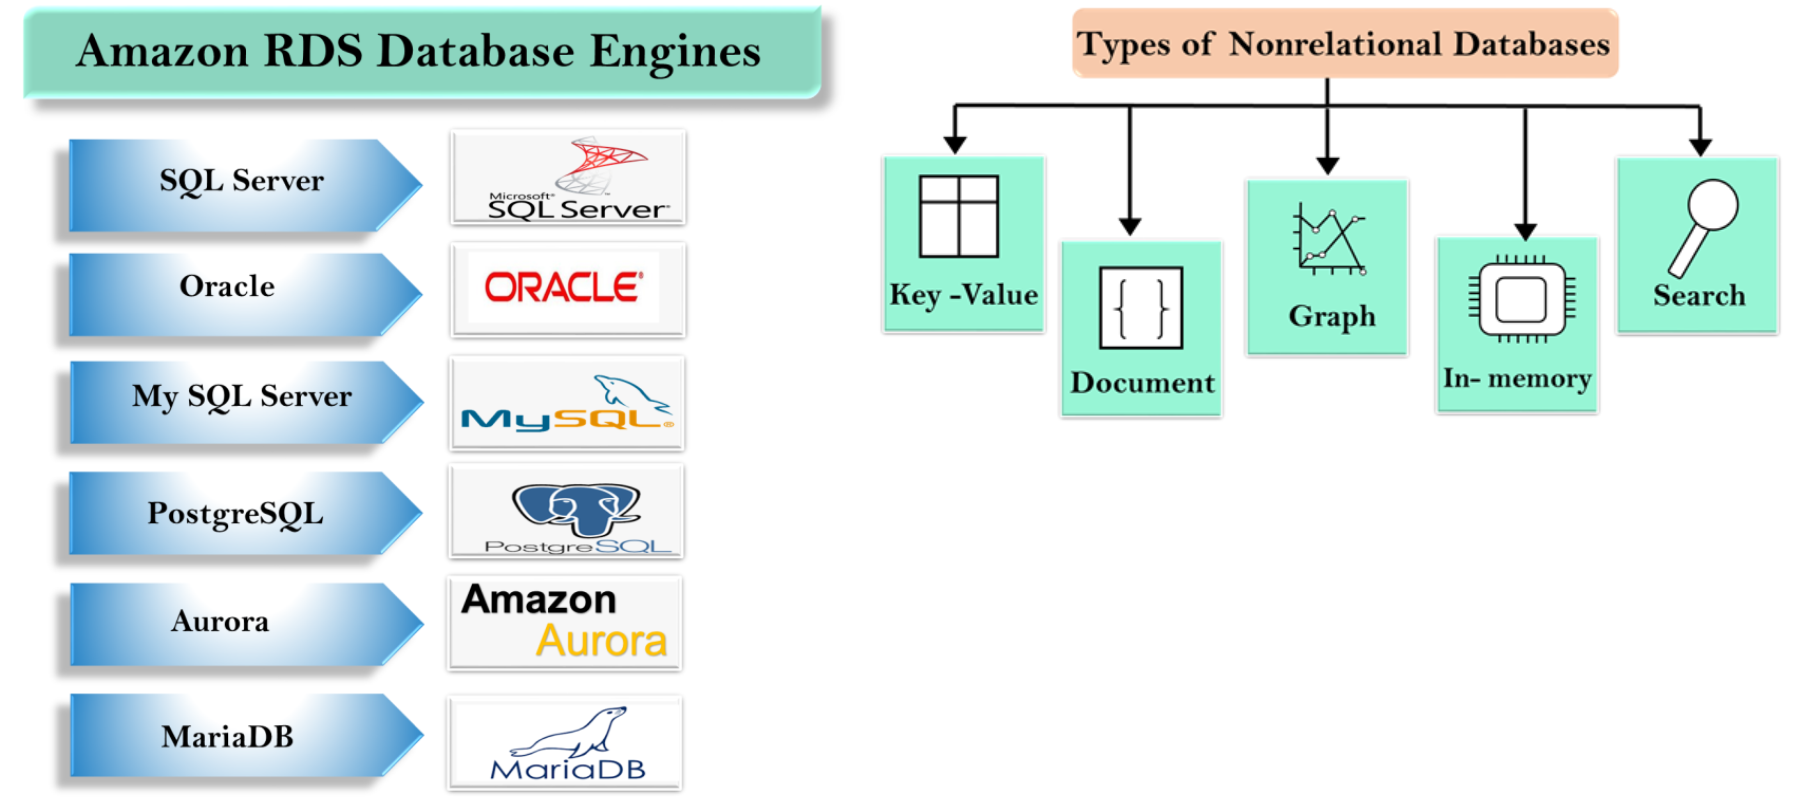 Amazon RDS Database Engines
SQL Server
Microsoft®
SQL Server®
Oracle
ORACLE®
My SQL Server
MySQL®
PostgreSQL
PostgreSQL
Aurora
Amazon
Aurora
MariaDB
MariaDB
Types of Nonrelational Databases
Key -Value
{ }
Document
Graph
In- memory
Search